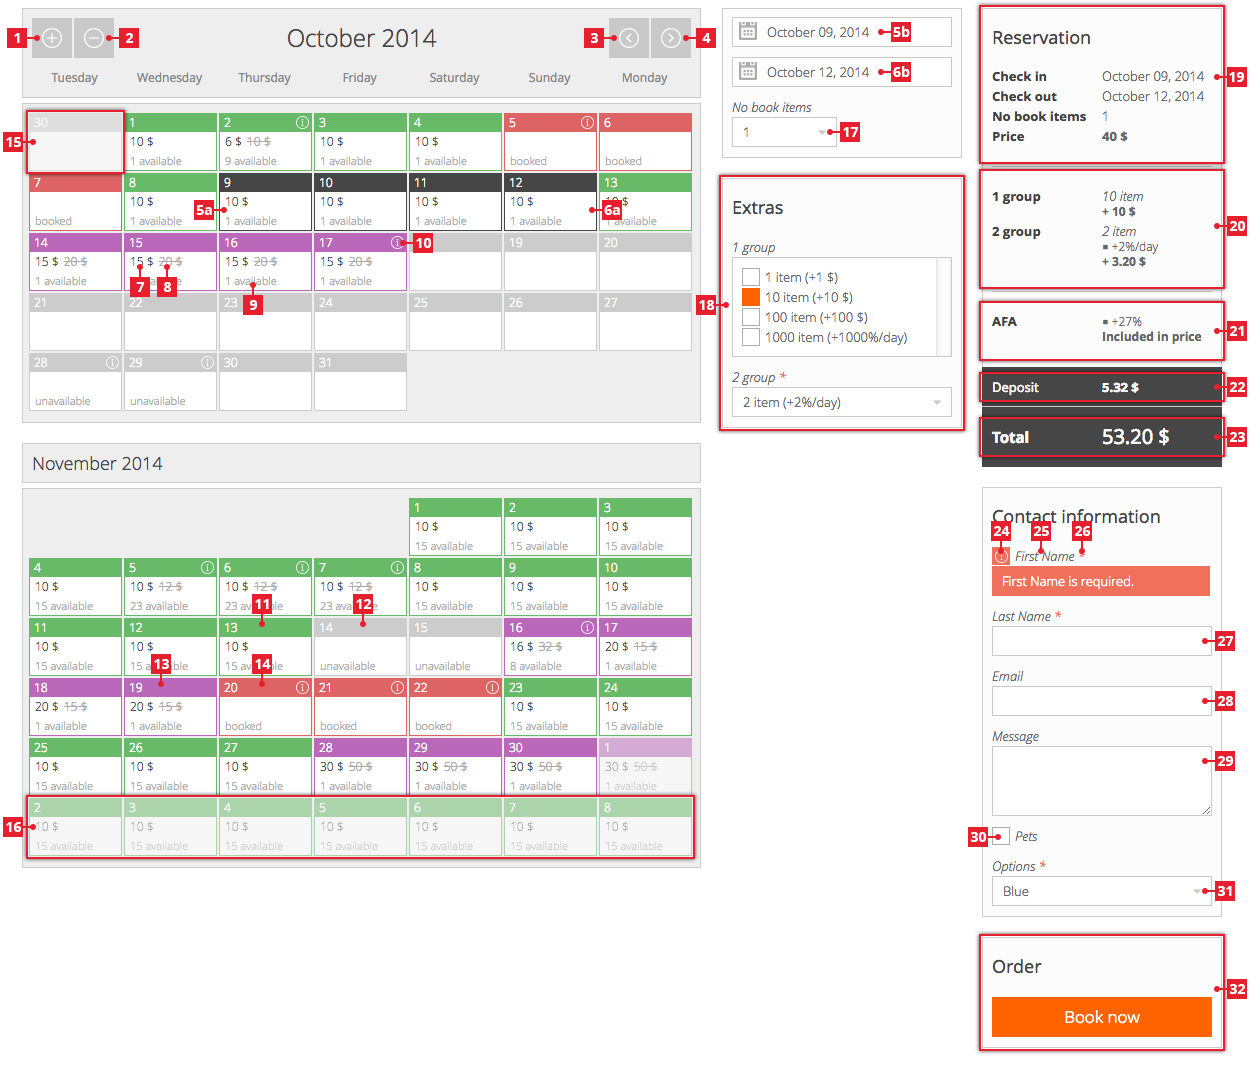 1
2
October 2014
3
4
Tuesday Wednesday Thursday Friday Saturday Sunday Monday
15
30 1 2 3 4 5 6
10 $ 6 $ 10 $ 10 $ 10 $
1 available 9 available 1 available 1 available booked booked
7 8 9 10 11 12 13
10 $ 10 $ 10 $ 10 $ 10 $ $
booked 1 available 5a 1 available 1 available 1 available 1 available 6a available
14 15 16 17 10 19 20
15 $ 20 $ 15 $ 20 $ 15 $ 20 $ 15 $ 20 $
1 available 1 available 1 available 1 available
7 8 9
21 22 23 24 25 26 27
28 29 30 31
unavailable unavailable
November 2014
1 2 3
10 $ 10 $ 10 $
15 available 15 available 15 available
4 5 6 7 8 9 10
10 $ 10 $ 12 $ 10 $ 12 $ 10 $ 12 $ 10 $ 10 $ 10 $
15 available 23 available 23 available 23 available 15 available 15 available 15 available
11 12
11 12 13 14 15 16 17
10 $ 10 $ 10 $ 16 $ 32 $ 20 $ 15 $
15 available 15 available 15 available unavailable unavailable 8 available 1 available
13 14
18 19 20 21 22 23 24
20 $ 15 $ 20 $ 15 $ 10 $ 10 $
1 available 1 available booked booked booked 15 available 15 available
25 26 27 28 29 30 1
10 $ 10 $ 10 $ 30 $ 50 $ 30 $ 50 $ 30 $ 50 $ 30 $ 50 $
15 available 15 available 15 available 1 available 1 available 1 available 1 available
16
2 3 4 5 6 7 8
10 $ 10 $ 10 $ 10 $ 10 $ 10 $ 10 $
15 available 15 available 15 available 15 available 15 available 15 available 15 available
October 09, 2014 5b
October 12, 2014 6b
No book items
1 17
Extras
1 group
1 item (+1 $)
10 item (+10 $)
18
100 item (+100 $)
1000 item (+1000%/day)
2 group *
2 item (+2%/day)
Reservation
Check in October 09, 2014 19
Check out October 12, 2014
No book items 1
Price 40 $
1 group 10 item
+ 10 $
2 group 2 item 20
+2%/day
+ 3.20 $
AFA +27%
Included in price 21
Deposit 5.32 $ 22
Total 53.20 $ 23
Contact information
24 25 26
First Name *
First Name is required.
Last Name *
27
Email
28
Message
29
30 Pets
Options *
Blue 31
Order
32
Book now